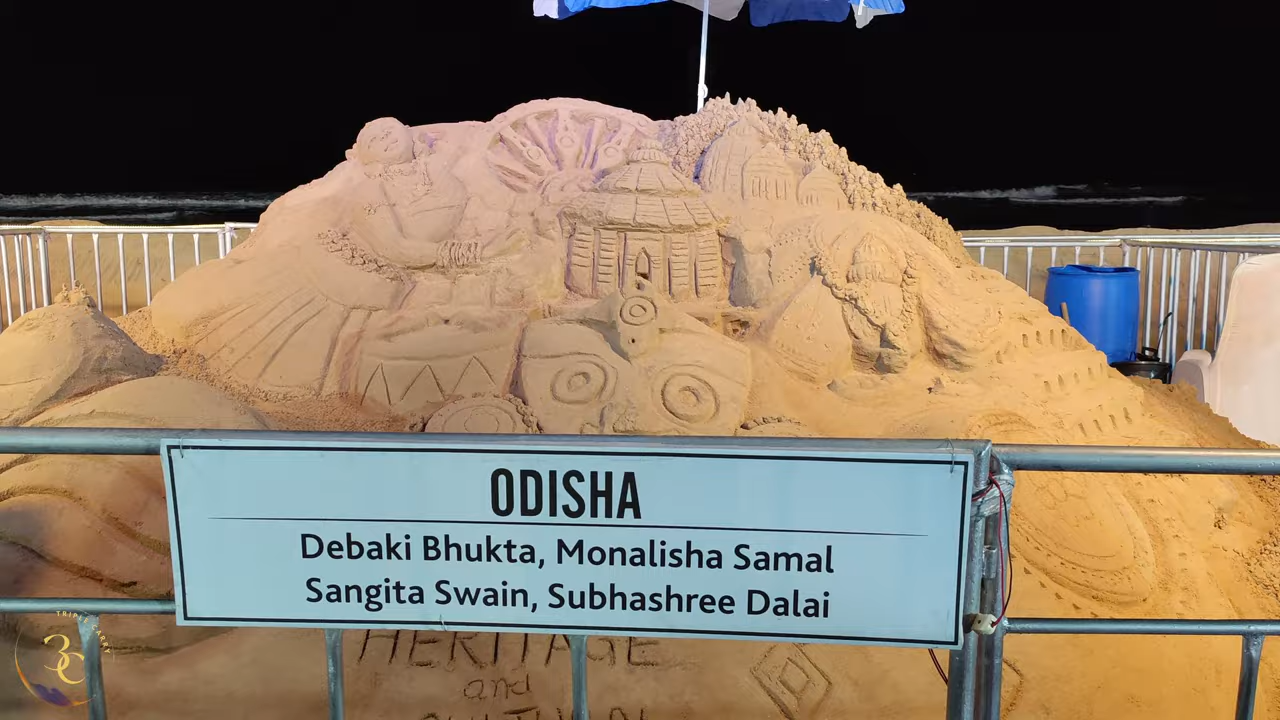 ODISHA
Debaki Bhukta, Monalisha Samal
Sangita Swain, Subhashree Dalai
HERITAGE
and